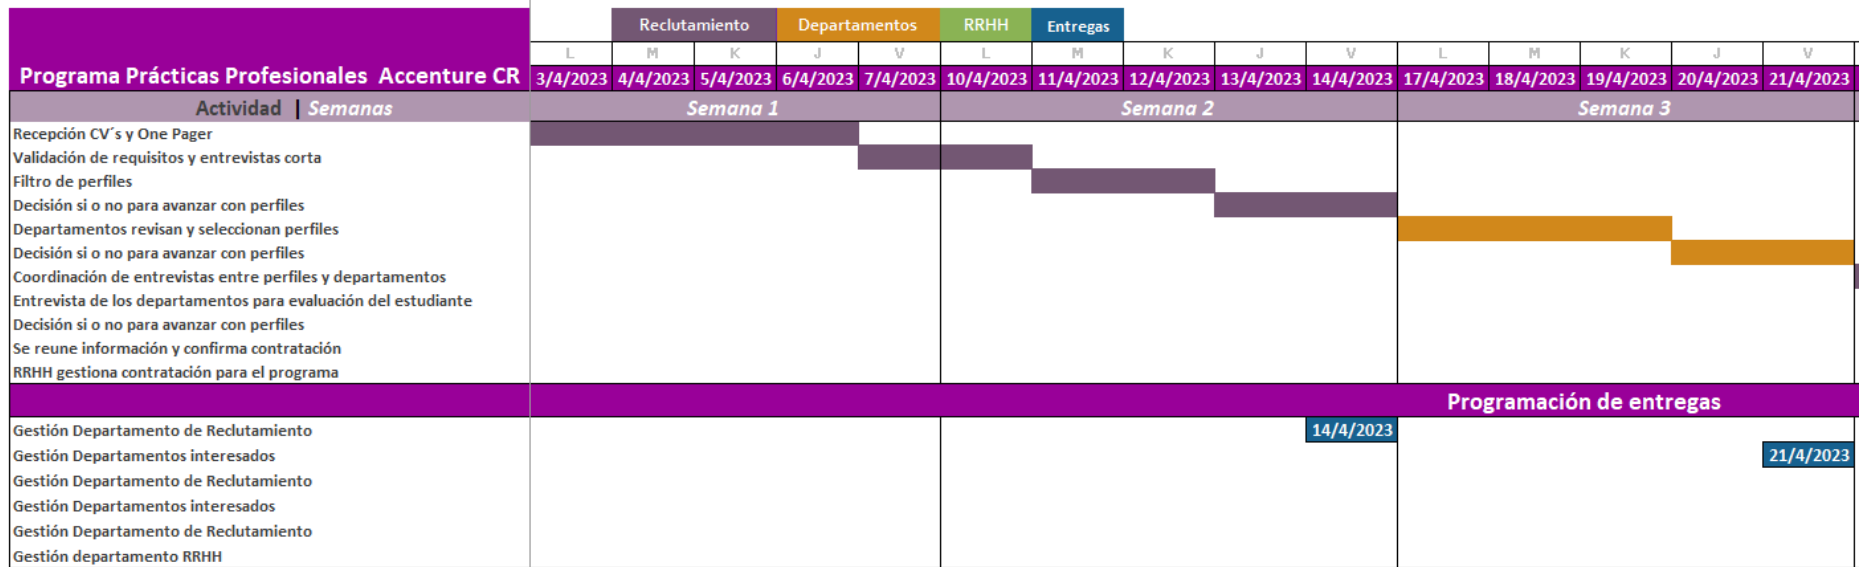 Reclutamiento Departamentos RRHH Entregas
L M K J V L M K J V L M K J V
Programa Prácticas Profesionales Accenture CR 3/4/2023 4/4/2023 5/4/2023 6/4/2023 7/4/2023 10/4/2023 11/4/2023 12/4/2023 13/4/2023 14/4/2023 17/4/2023 18/4/2023 19/4/2023 20/4/2023 21/4/2023
Actividad | Semanas Semana 1 Semana 2 Semana 3
Recepción CV´s y One Pager
Validación de requisitos y entrevistas corta
Filtro de perfiles
Decisión si o no para avanzar con perfiles
Departamentos revisan y seleccionan perfiles
Decisión si o no para avanzar con perfiles
Coordinación de entrevistas entre perfiles y departamentos
Entrevista de los departamentos para evaluación del estudiante
Decisión si o no para avanzar con perfiles
Se reune información y confirma contratación
RRHH gestiona contratación para el programa
Programación de entregas
Gestión Departamento de Reclutamiento 14/4/2023
Gestión Departamentos interesados 21/4/2023
Gestión Departamento de Reclutamiento
Gestión Departamentos interesados
Gestión Departamento de Reclutamiento
Gestión departamento RRHH